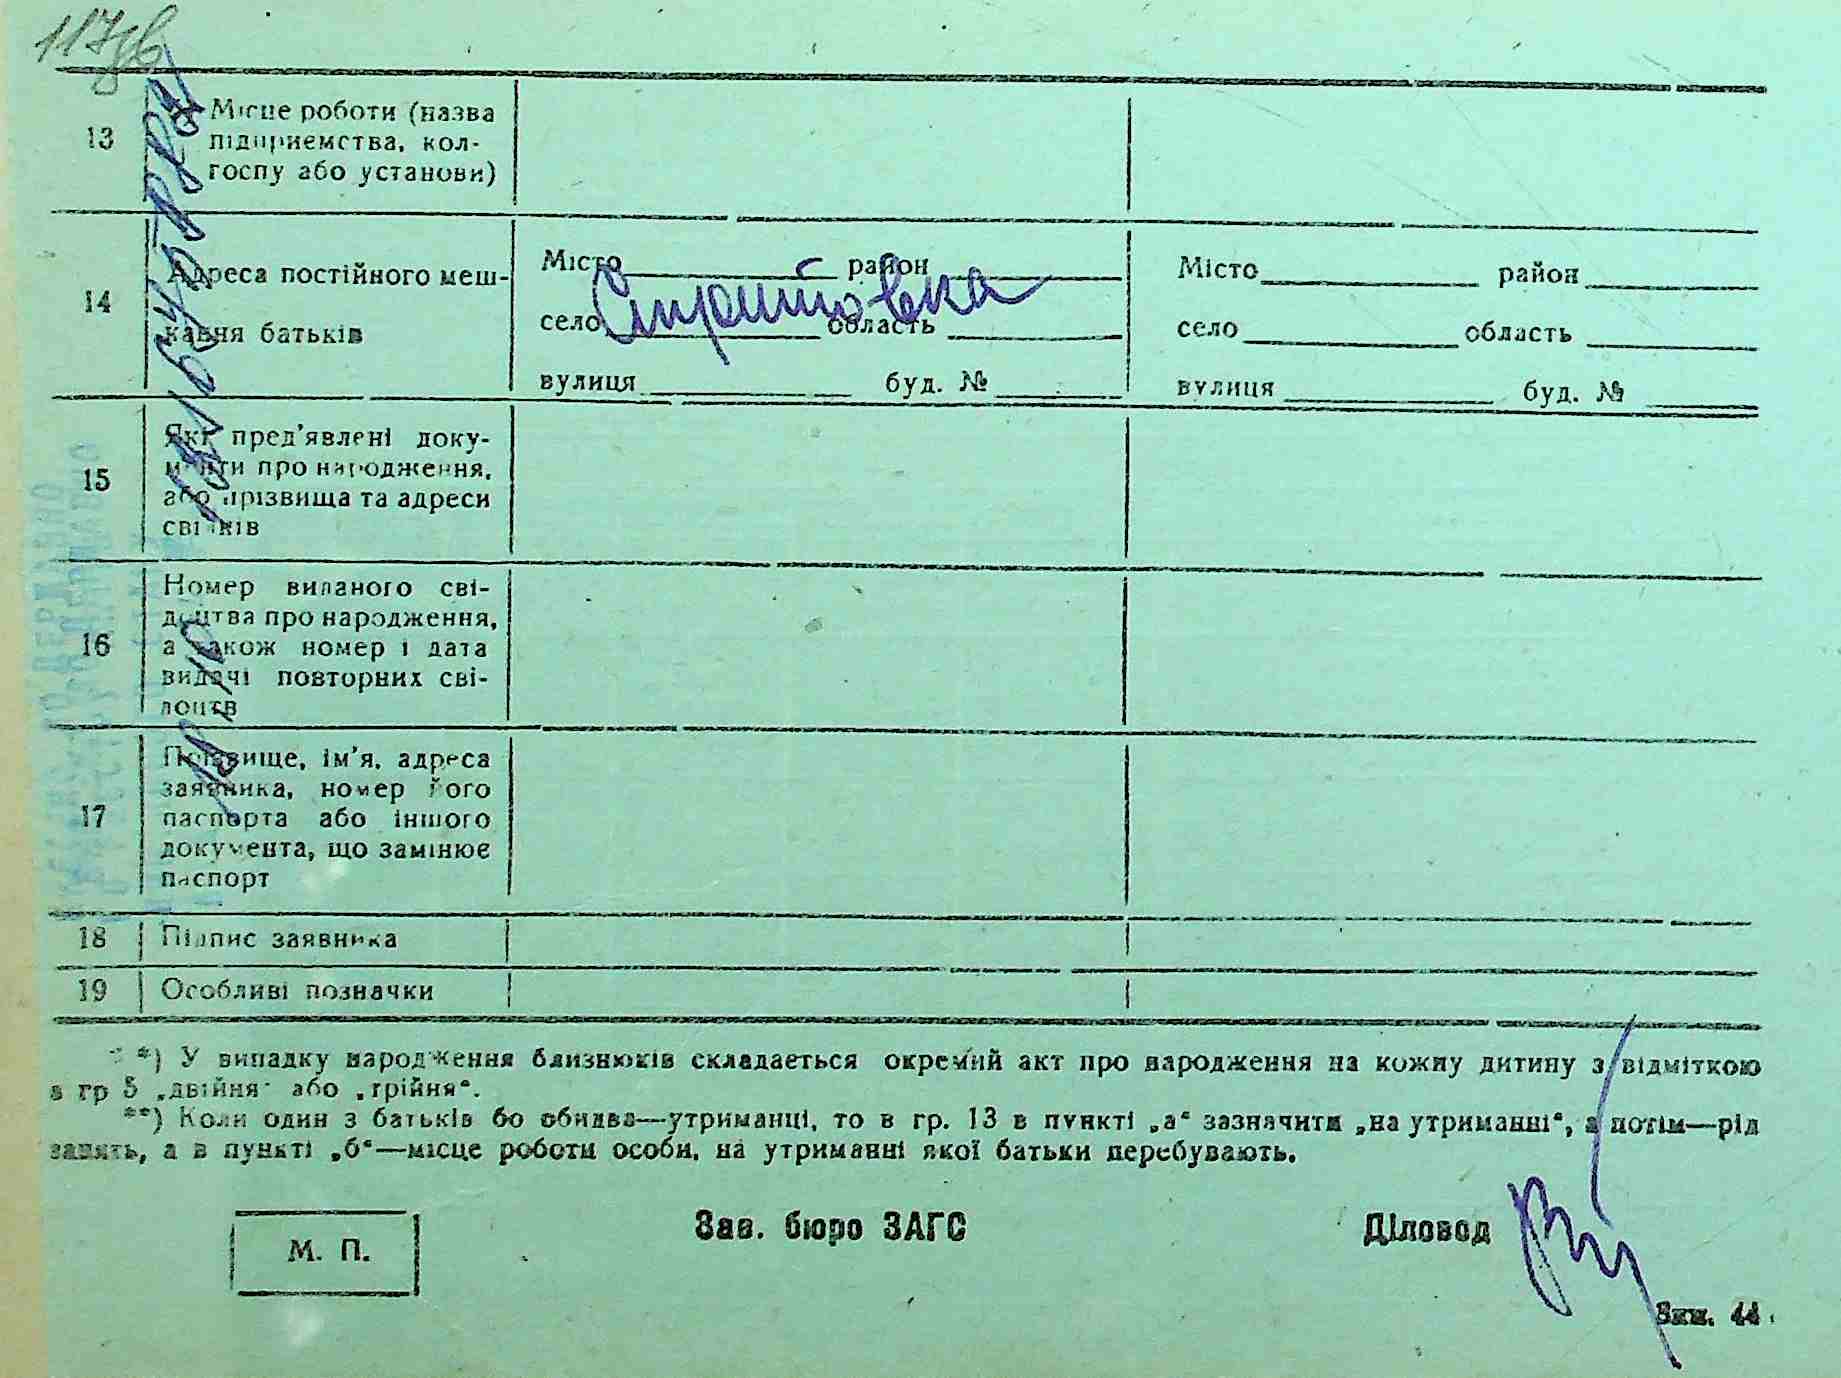 117зв
13
Місце роботи (назва
підприємства, кол-
госпу або установи)
14
Адреса постійного меш-
кання батьків
Місто район
село область
вулиця буд. №
Місто район
село область
вулиця буд. №
15
Які пред'явлені доку-
менти про народження,
або прізвища та адреси
свідків
16
Номер виданого сві-
доцтва про народження,
а також номер і дата
видачі повторних сві-
доцтв
17
Прізвище, ім'я, адреса
заявника, номер його
паспорта або іншого
документа, що замінює
паспорт
18 Підпис заявника
19 Особливі позначки
*) У випадку народження близнюків складається окремий акт про народження на кожну дитину з відміткою
в гр 5 „двійня" або „трійня".
**) Коли один з батьків бо обидва—утриманці, то в гр. 13 в пункті „а" зазначити „на утриманні", а потім—рід
занять, а в пункті „б"—місце роботи особи, на утриманні якої батьки перебувають.
М. П.
Зав. бюро ЗАГС
Діловод
Зам. 44